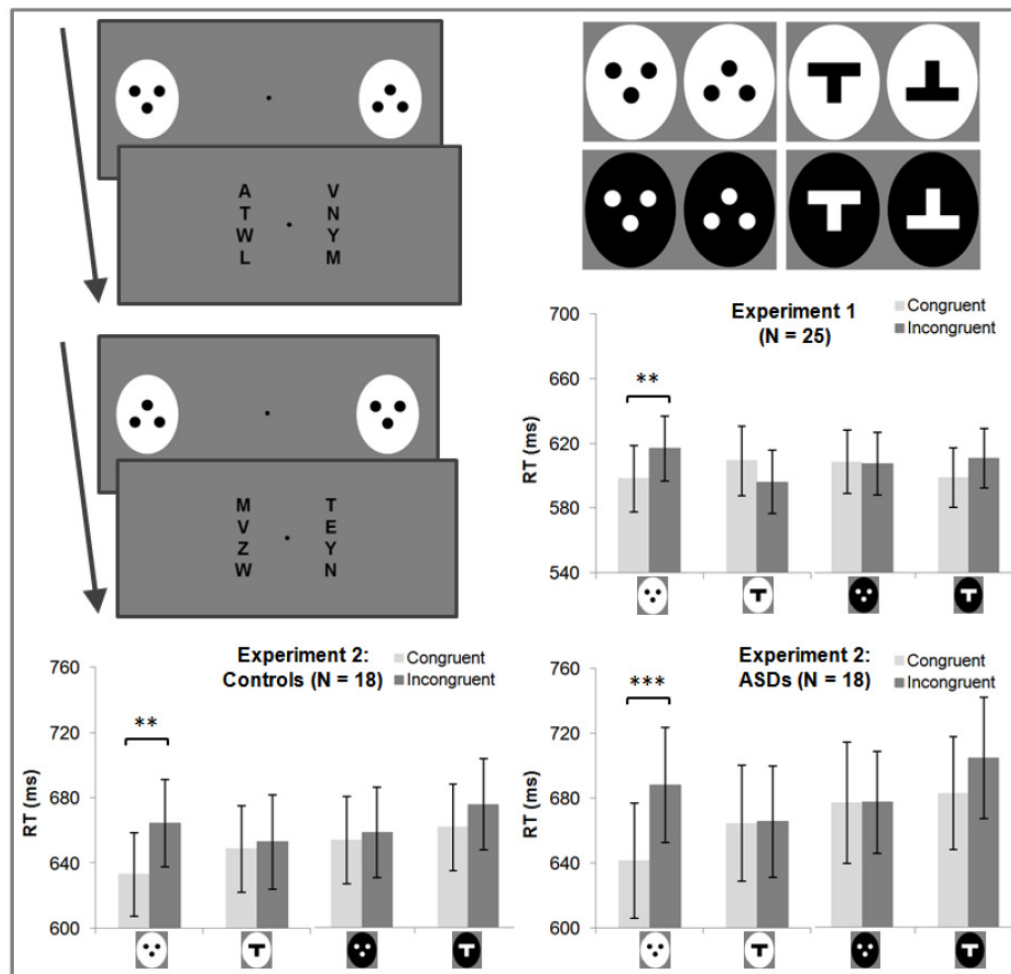 A V
T N
W Y
L M
M T
V E
Z Y
W N
Experiment 1
(N = 25)
Congruent
Incongruent
RT (ms)
700
660
620
580
540
**
Experiment 2:
Controls (N = 18)
Congruent
Incongruent
RT (ms)
760
720
680
640
600
**
Experiment 2:
ASDs (N = 18)
Congruent
Incongruent
RT (ms)
760
720
680
640
600
***